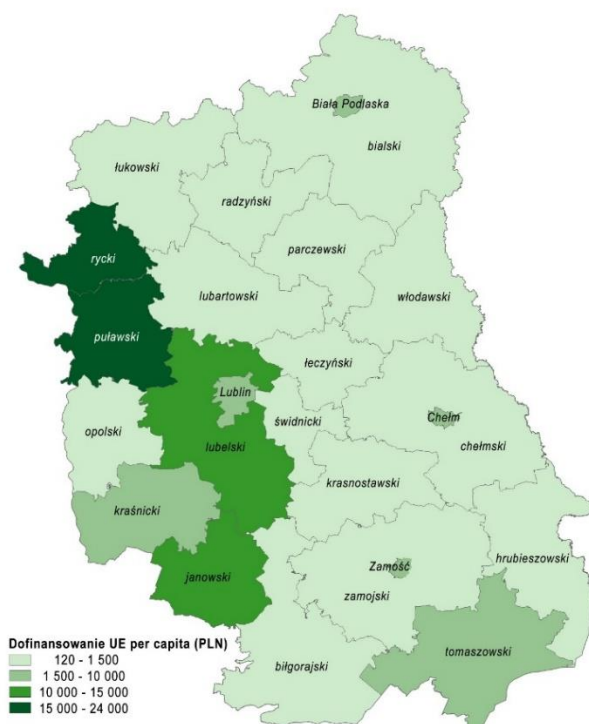 Biała Podlaska
bialski
łukowski
radzyński
parczewski
rycki
lubartowski
włodawski
puławski
łęczyński
Lublin
Chełm
opolski
świdnicki
chełmski
lubelski
krasnostawski
kraśnicki
hrubieszowski
Zamość
janowski
zamojski
tomaszowski
biłgorajski
Dofinansowanie UE per capita (PLN)
120 - 1 500
1 500 - 10 000
10 000 - 15 000
15 000 - 24 000